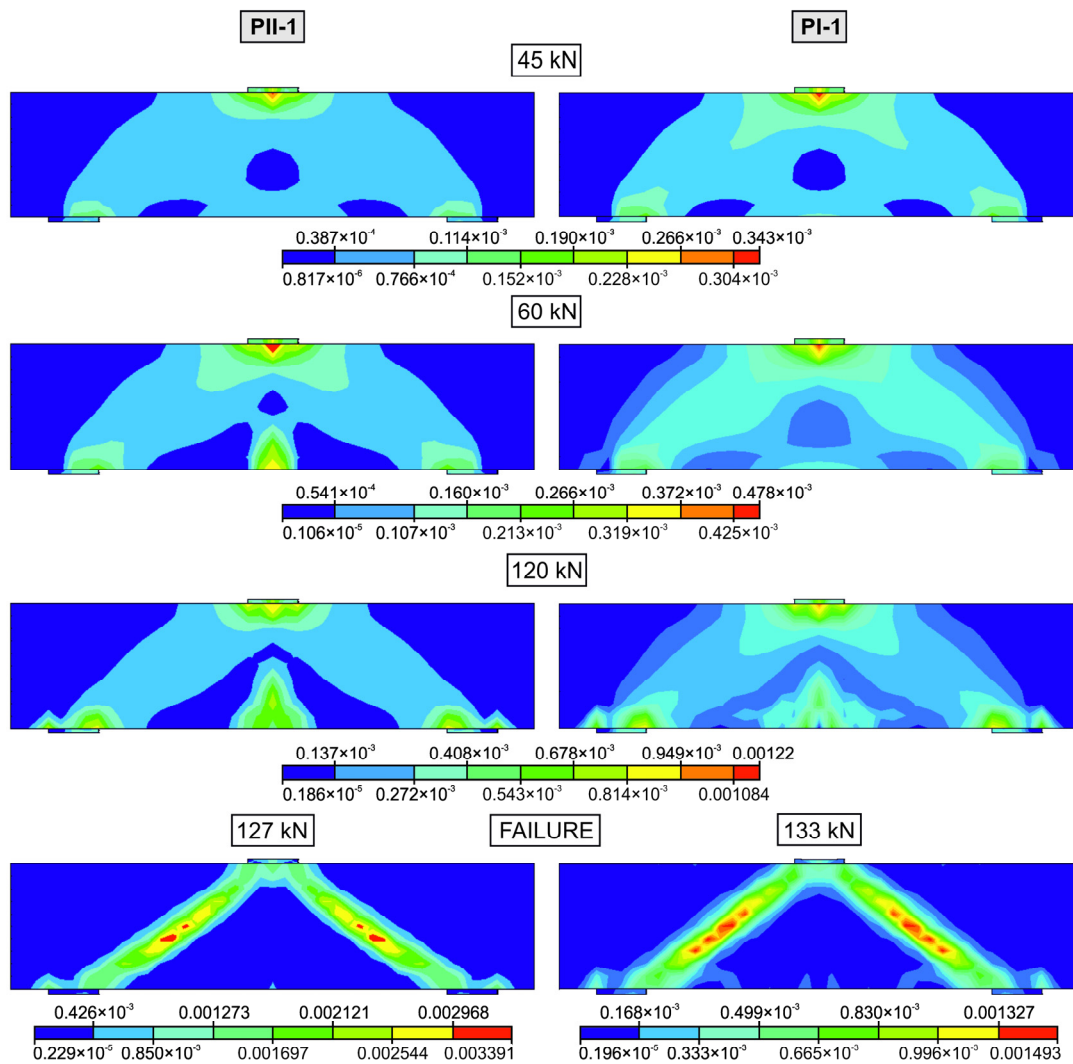 PII-1 PI-1
45 kN
0.387×10⁻⁴ 0.114×10⁻³ 0.190×10⁻³ 0.266×10⁻³ 0.343×10⁻³
0.817×10⁻⁶ 0.766×10⁻⁴ 0.152×10⁻³ 0.228×10⁻³ 0.304×10⁻³
60 kN
0.541×10⁻⁴ 0.160×10⁻³ 0.266×10⁻³ 0.372×10⁻³ 0.478×10⁻³
0.106×10⁻⁵ 0.107×10⁻³ 0.213×10⁻³ 0.319×10⁻³ 0.425×10⁻³
120 kN
0.137×10⁻³ 0.408×10⁻³ 0.678×10⁻³ 0.949×10⁻³ 0.00122
0.186×10⁻⁵ 0.272×10⁻³ 0.543×10⁻³ 0.814×10⁻³ 0.001084
127 kN FAILURE 133 kN
0.426×10⁻³ 0.001273 0.002121 0.002968 0.168×10⁻³ 0.499×10⁻³ 0.830×10⁻³ 0.001327
0.229×10⁻⁵ 0.850×10⁻³ 0.001697 0.002544 0.003391 0.196×10⁻⁵ 0.333×10⁻³ 0.665×10⁻³ 0.996×10⁻³ 0.001493